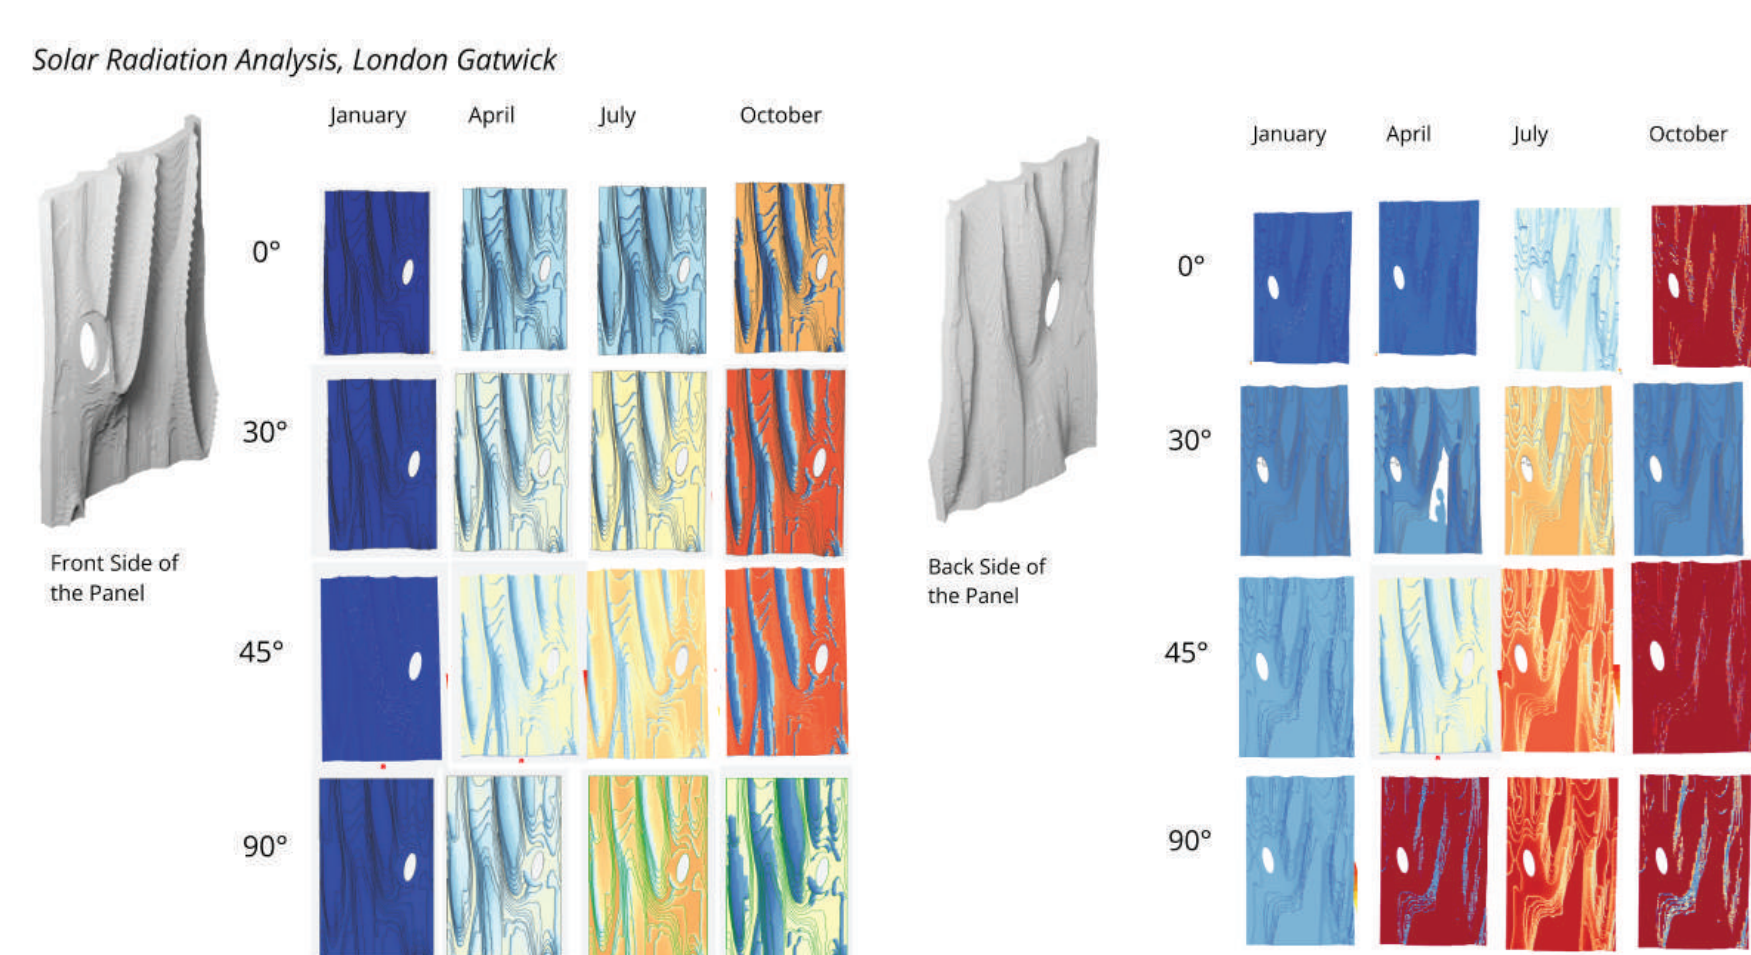 Solar Radiation Analysis, London Gatwick
January April July October
0°
30°
45°
90°
Front Side of
the Panel
January April July October
0°
30°
45°
90°
Back Side of
the Panel